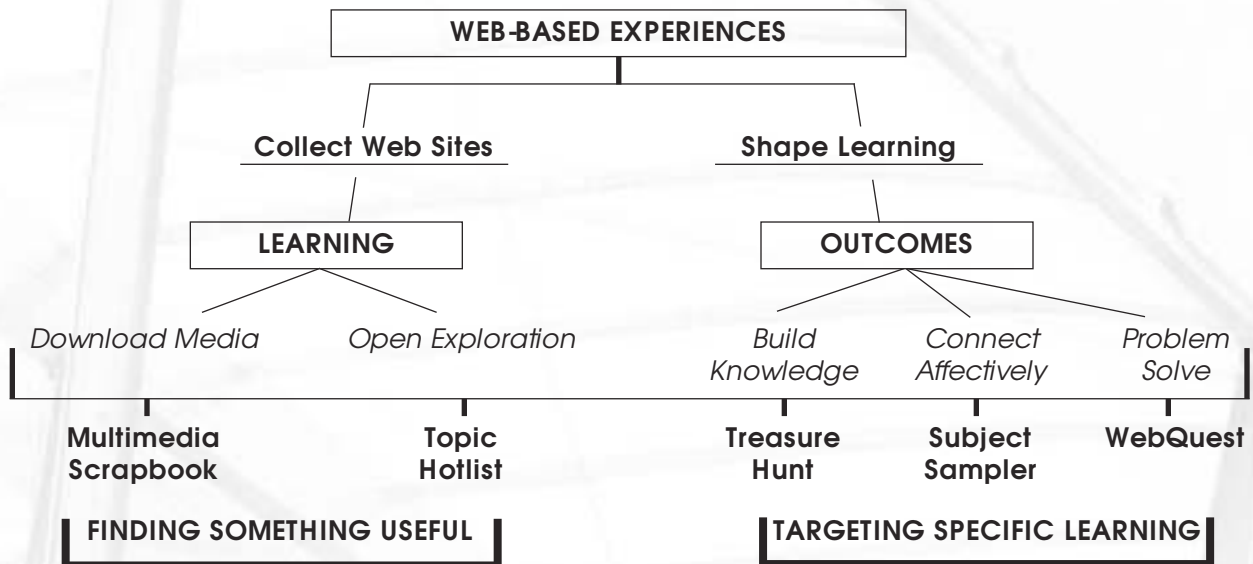 WEB-BASED EXPERIENCES
Collect Web Sites
Shape Learning
LEARNING
OUTCOMES
Download Media
Open Exploration
Build
Knowledge
Connect
Affectively
Problem
Solve
Multimedia
Scrapbook
Topic
Hotlist
Treasure
Hunt
Subject
Sampler
WebQuest
FINDING SOMETHING USEFUL
TARGETING SPECIFIC LEARNING